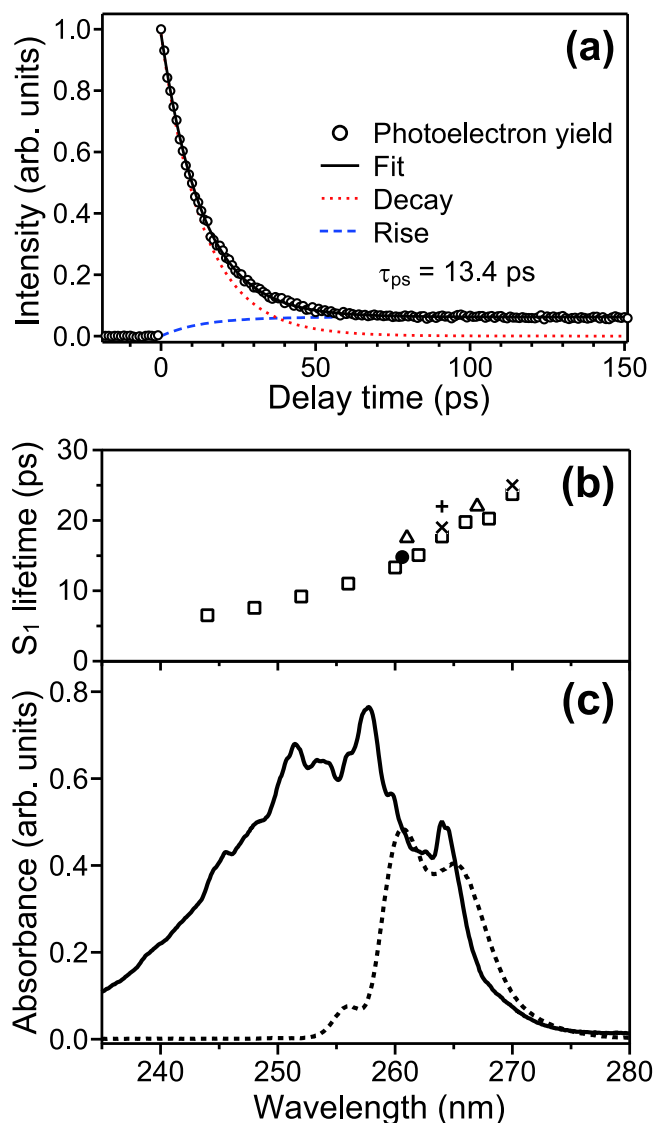 (a)
1.0
0.8
0.6
0.4
0.2
0.0
Intensity (arb. units)
Photoelectron yield
Fit
Decay
Rise
τps = 13.4 ps
0 50 100 150
Delay time (ps)
(b)
30
20
10
0
S1 lifetime (ps)
(c)
0.8
0.6
0.4
0.2
0.0
Absorbance (arb. units)
240 250 260 270 280
Wavelength (nm)